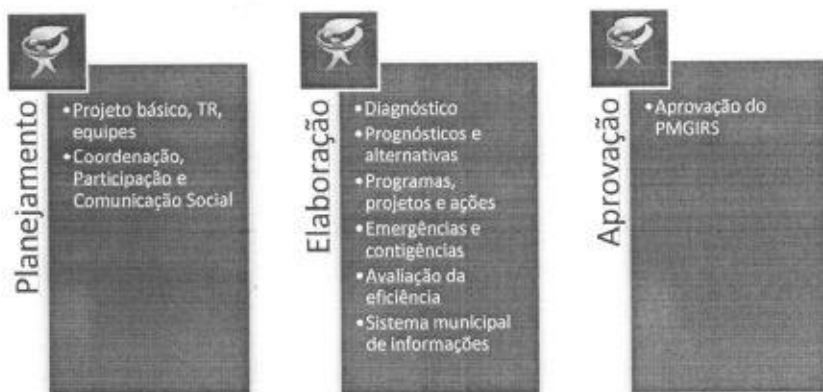 Planejamento
•Projeto básico, TR,
equipes
•Coordenação,
Participação e
Comunicação Social
Elaboração
•Diagnóstico
•Prognósticos e
alternativas
•Programas,
projetos e ações
•Emergências e
contigências
•Avaliação da
eficiência
•Sistema municipal
de informações
Aprovação
•Aprovação do
PMGIRS